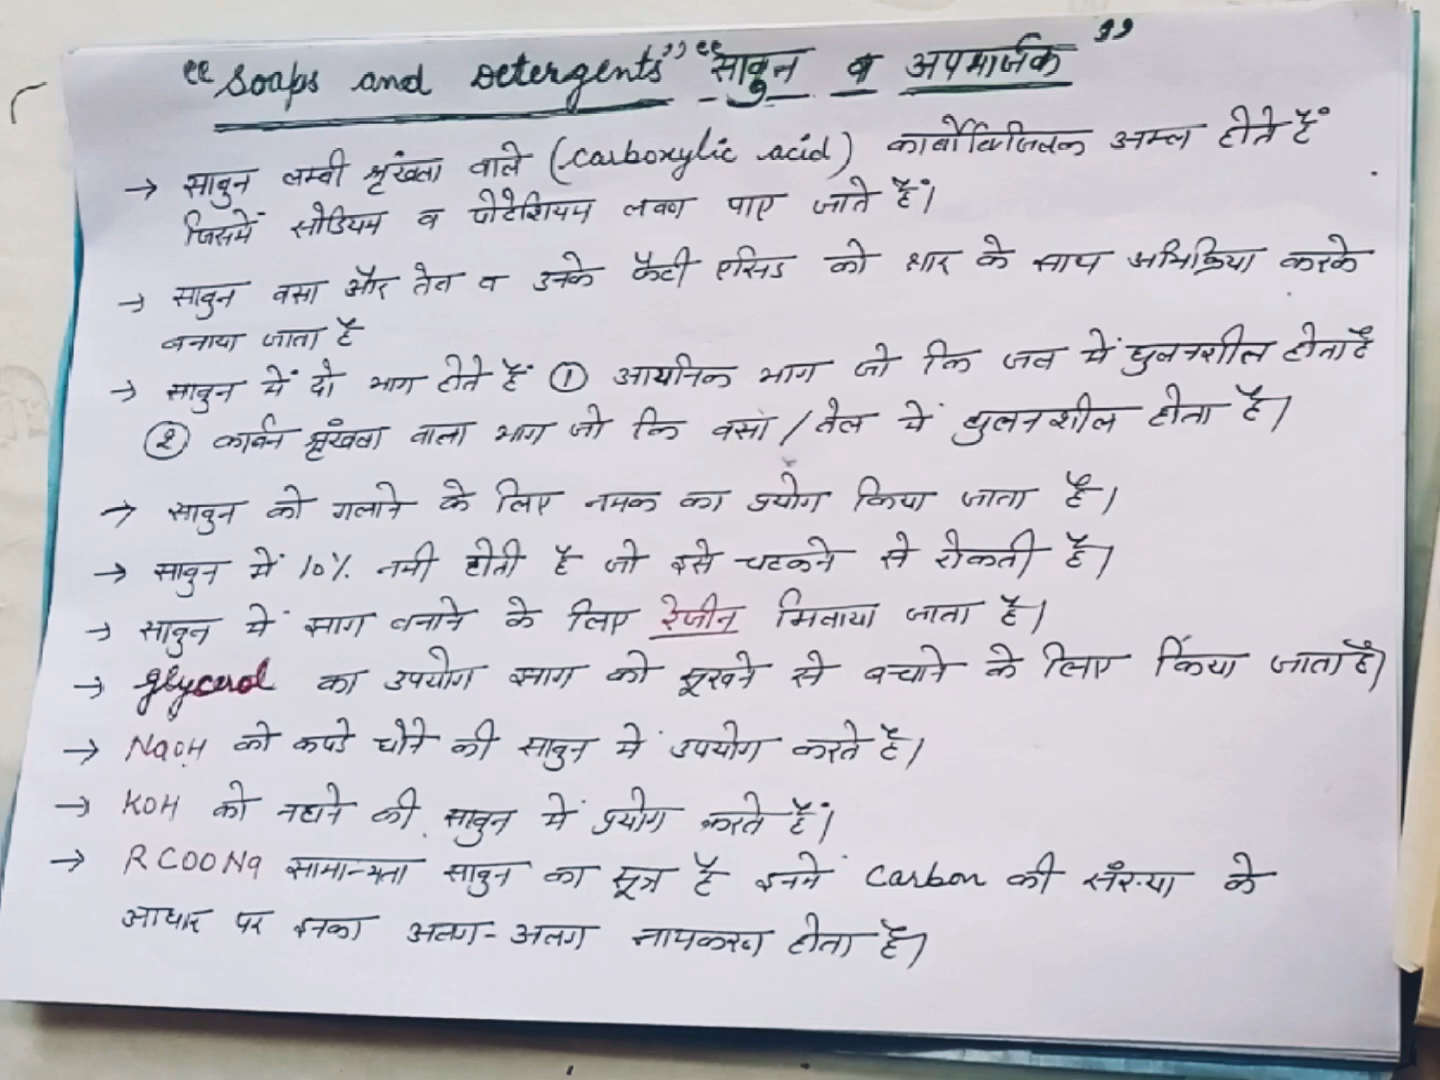 "Soaps and Detergents" "साबुन व अपमार्जक"
→ साबुन लम्बी श्रृंखला वाले (carboxylic acid) कार्बोक्सिलिक अम्ल होते हैं
जिसमें सोडियम व पोटेशियम लवण पाए जाते हैं।
→ साबुन वसा और तेल व उनके फैटी एसिड को क्षार के साथ अभिक्रिया करके
बनाया जाता है
→ साबुन में दो भाग होते हैं ① आयनिक भाग जो कि जल में घुलनशील होता है
② कार्बन श्रृंखला वाला भाग जो कि वसा / तेल में घुलनशील होता है।
→ साबुन को गलाने के लिए नमक का प्रयोग किया जाता है।
→ साबुन में 10% नमी होती है जो इसे चटकने से रोकती है।
→ साबुन में झाग बनाने के लिए रेजीन मिलाया जाता है।
→ glycerol का उपयोग झाग को सूखने से बचाने के लिए किया जाता है।
→ NaOH को कपडे धोने की साबुन में उपयोग करते है।
→ KOH को नहाने की साबुन में प्रयोग करते हैं।
→ RCOONa सामान्यता साबुन का सूत्र है इनमें Carbon की संख्या के
आधार पर इनका अलग-अलग नामकरण होता है।